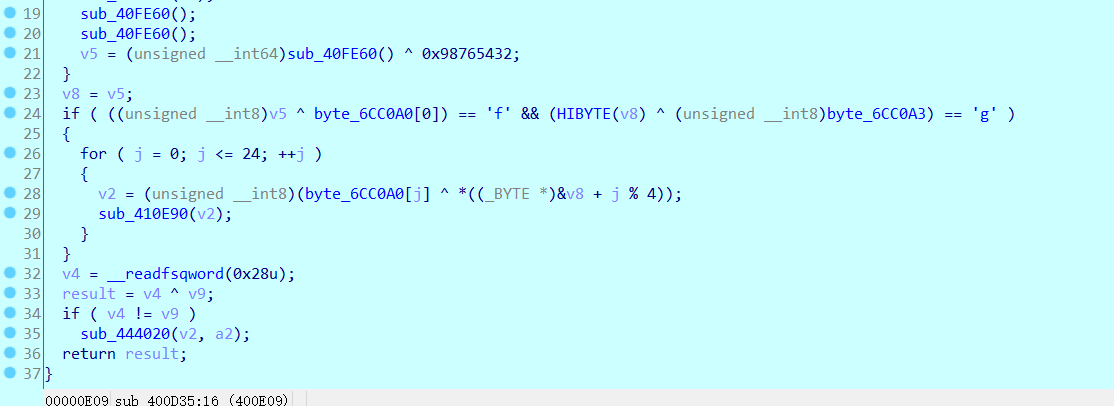 19 sub_40FE60();
20 sub_40FE60();
21 v5 = (unsigned __int64)sub_40FE60() ^ 0x98765432;
22 }
23 v8 = v5;
24 if ( ((unsigned __int8)v5 ^ byte_6CC0A0[0]) == 'f' && (HIBYTE(v8) ^ (unsigned __int8)byte_6CC0A3) == 'g' )
25 {
26 for ( j = 0; j <= 24; ++j )
27 {
28 v2 = (unsigned __int8)(byte_6CC0A0[j] ^ *((_BYTE *)&v8 + j % 4));
29 sub_410E90(v2);
30 }
31 }
32 v4 = __readfsqword(0x28u);
33 result = v4 ^ v9;
34 if ( v4 != v9 )
35 sub_444020(v2, a2);
36 return result;
37 }
00000E09 sub_400D35:16 (400E09)